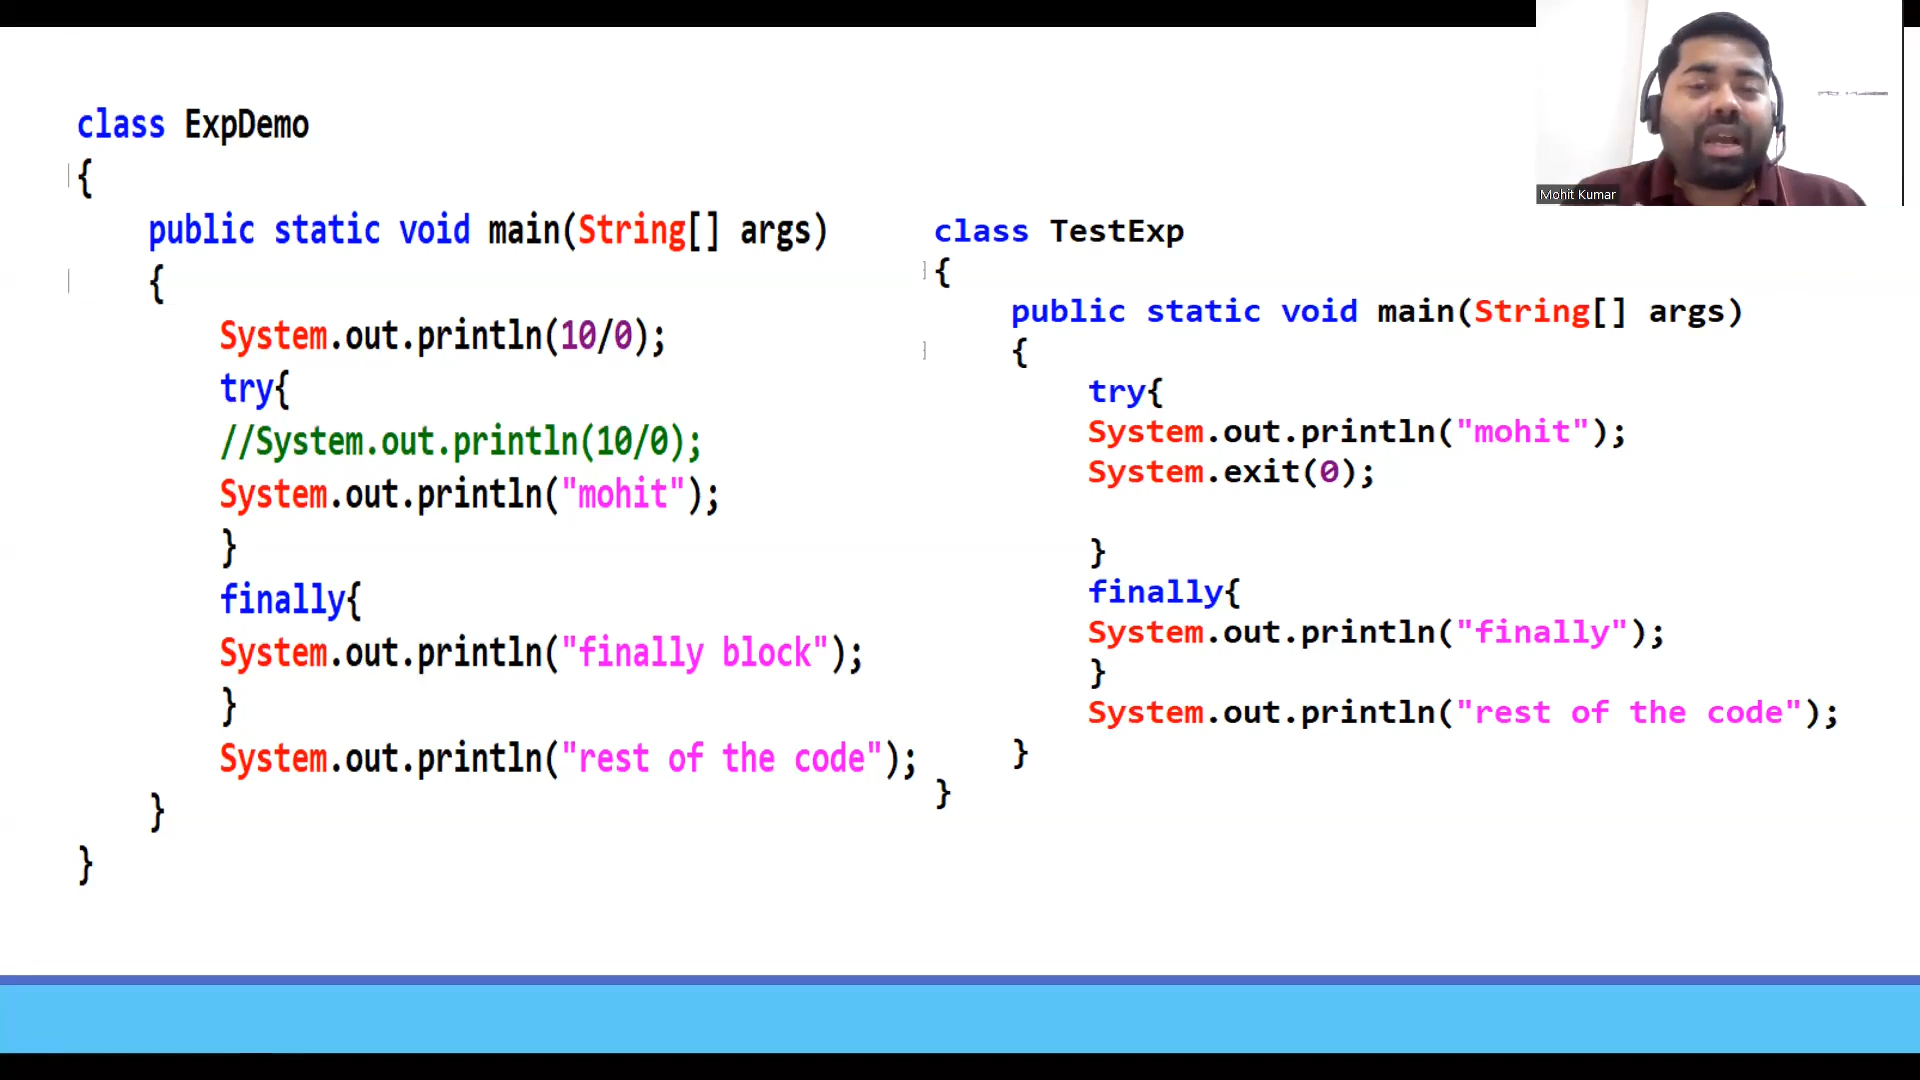 class ExpDemo
{
public static void main(String[] args)
{
System.out.println(10/0);
try{
//System.out.println(10/0);
System.out.println("mohit");
}
finally{
System.out.println("finally block");
}
System.out.println("rest of the code");
}
}
class TestExp
{
public static void main(String[] args)
{
try{
System.out.println("mohit");
System.exit(0);
}
finally{
System.out.println("finally");
}
System.out.println("rest of the code");
}
}
Mohit Kumar